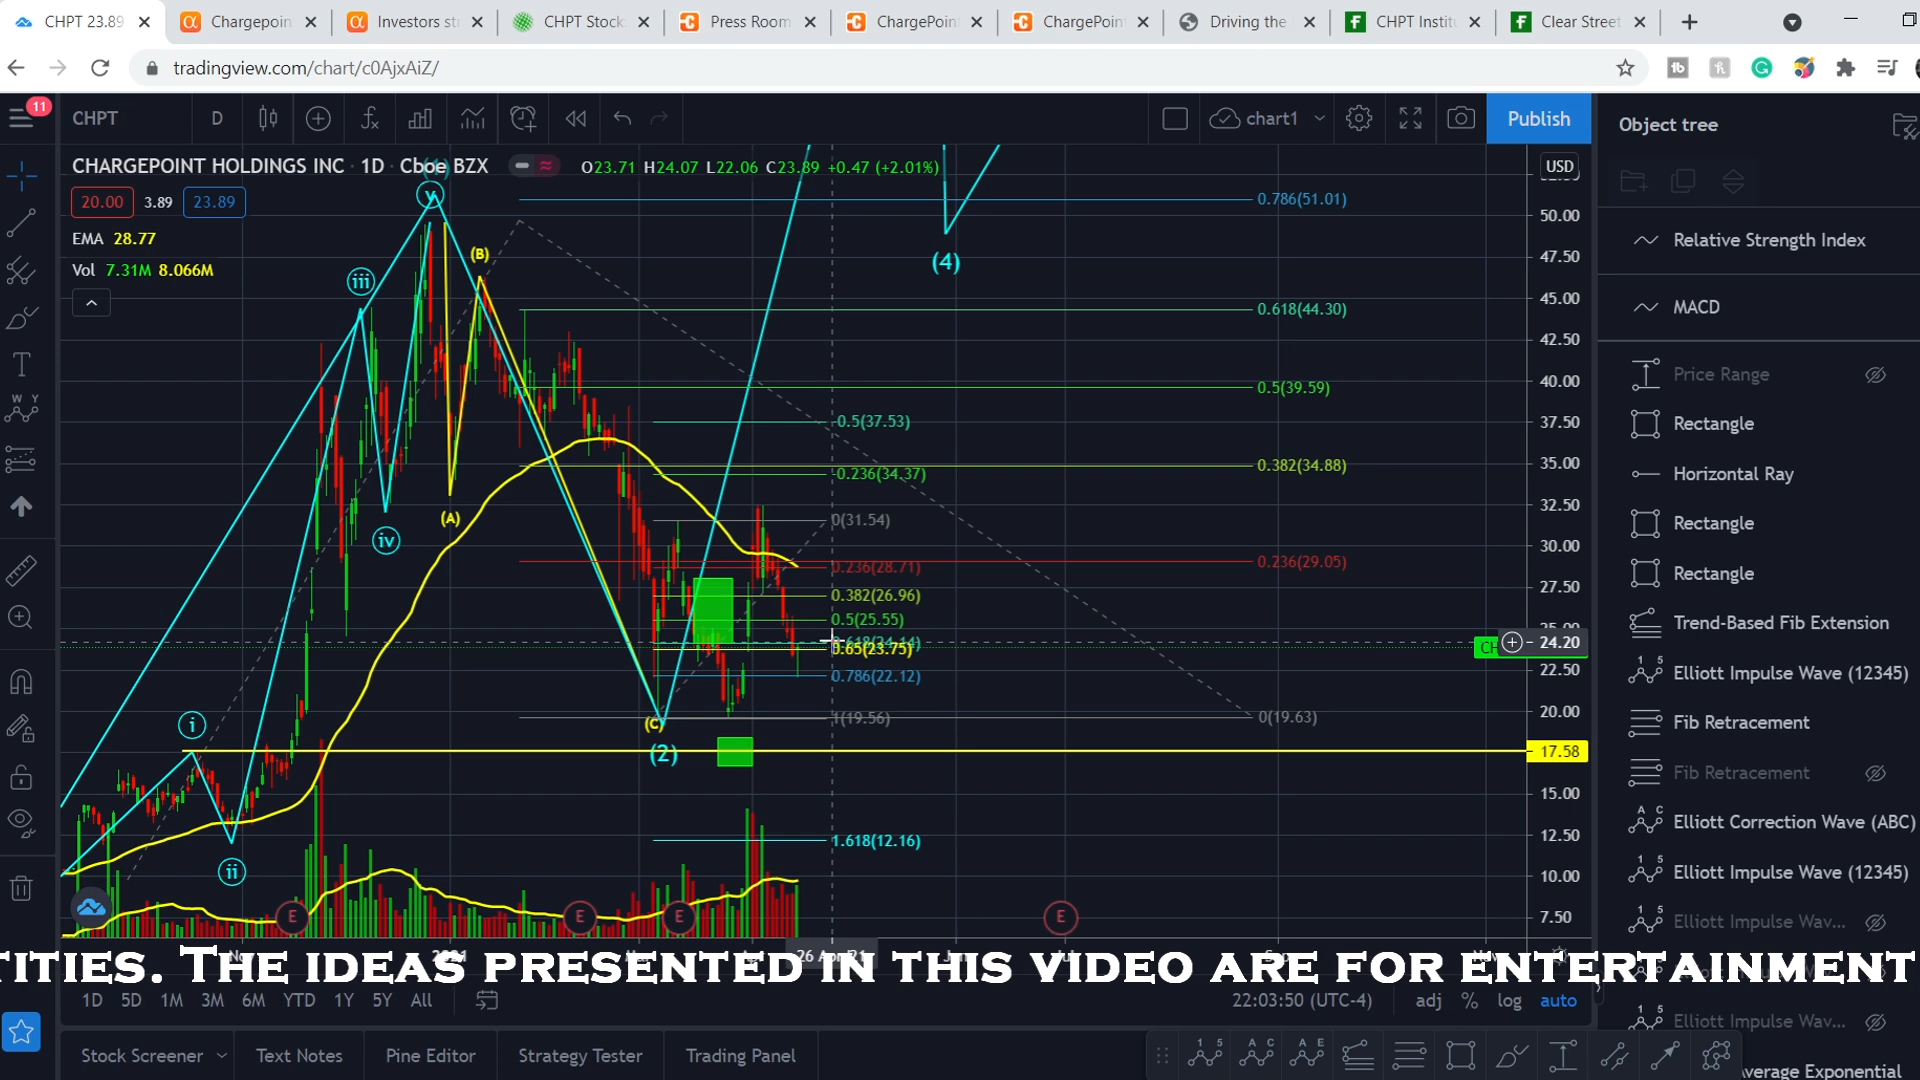 CHPT 23.89
Chargepoin
Investors st
CHPT Stock
Press Room
ChargePoin
ChargePoin
Driving the
CHPT Institu
Clear Street
tradingview.com/chart/c0AjxAiZ/
11
CHPT
D
chart1
Publish
Object tree
CHARGEPOINT HOLDINGS INC · 1D · Cboe BZX
O23.71 H24.07 L22.06 C23.89 +0.47 (+2.01%)
USD
20.00
3.89
23.89
EMA 28.77
Vol 7.31M 8.066M
50.00
47.50
45.00
42.50
40.00
37.50
35.00
32.50
30.00
27.50
24.20
22.50
20.00
17.58
15.00
12.50
10.00
7.50
0.786(51.01)
0.618(44.30)
0.5(39.59)
0.382(34.88)
0.236(29.05)
0(19.63)
-0.5(37.53)
-0.236(34.37)
0(31.54)
0.236(28.71)
0.382(26.96)
0.5(25.55)
0.618(24.14)
0.65(23.75)
0.786(22.12)
1(19.56)
1.618(12.16)
i
ii
iii
iv
v
(A)
(B)
(C)
(2)
(4)
E
E
E
E
Relative Strength Index
MACD
Price Range
Rectangle
Horizontal Ray
Rectangle
Rectangle
Trend-Based Fib Extension
Elliott Impulse Wave (12345)
Fib Retracement
Fib Retracement
Elliott Correction Wave (ABC)
Elliott Impulse Wave (12345)
Elliott Impulse Wav...
Elliott Impulse Wav...
verage Exponential
TITIES. THE IDEAS PRESENTED IN THIS VIDEO ARE FOR ENTERTAINMENT
1D 5D 1M 3M 6M YTD 1Y 5Y All
22:03:50 (UTC-4)
adj % log auto
Stock Screener
Text Notes
Pine Editor
Strategy Tester
Trading Panel